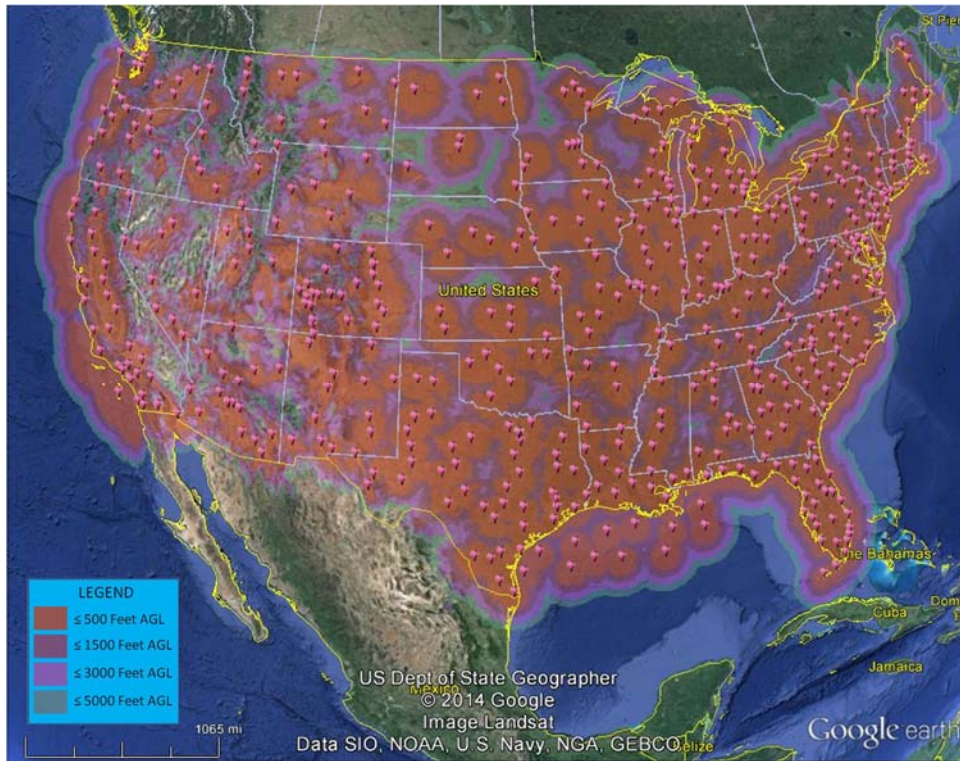 St Pier
United States
The Bahamas
Cuba
Dom
Jamaica
LEGEND
≤ 500 Feet AGL
≤ 1500 Feet AGL
≤ 3000 Feet AGL
≤ 5000 Feet AGL
US Dept of State Geographer
Mexico
© 2014 Google
Image Landsat
1065 mi
Data SIO, NOAA, U.S. Navy, NGA, GEBCO
Belize
Google earth